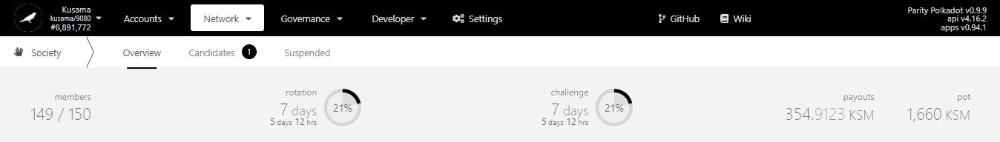 Kusama
kusama/9080
#8,891,772
Accounts
Network
Governance
Developer
Settings
GitHub
Wiki
Parity Polkadot v0.9.9
api v4.16.2
apps v0.94.1
Society
Overview
Candidates 1
Suspended
members
149 / 150
rotation
7 days
5 days 12 hrs
21%
challenge
7 days
5 days 12 hrs
21%
payouts
354.9123 KSM
pot
1,660 KSM